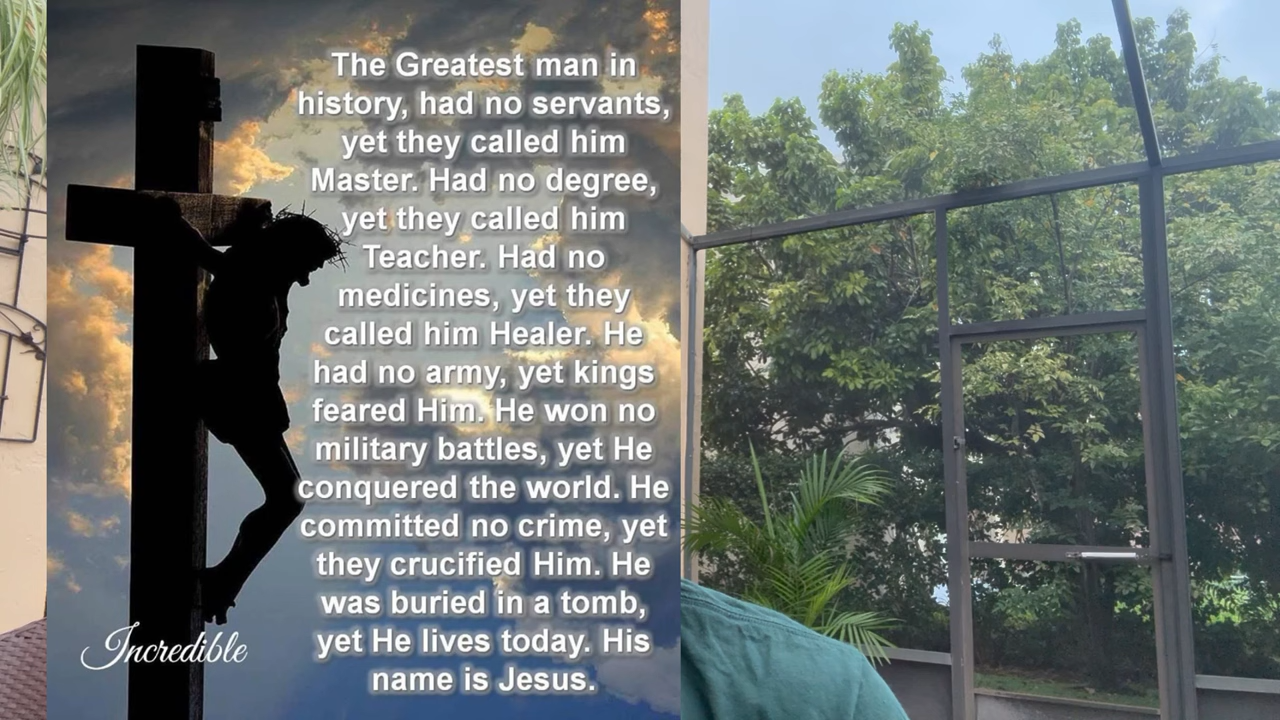 The Greatest man in
history, had no servants,
yet they called him
Master. Had no degree,
yet they called him
Teacher. Had no
medicines, yet they
called him Healer. He
had no army, yet kings
feared Him. He won no
military battles, yet He
conquered the world. He
committed no crime, yet
they crucified Him. He
was buried in a tomb,
yet He lives today. His
name is Jesus.
Incredible